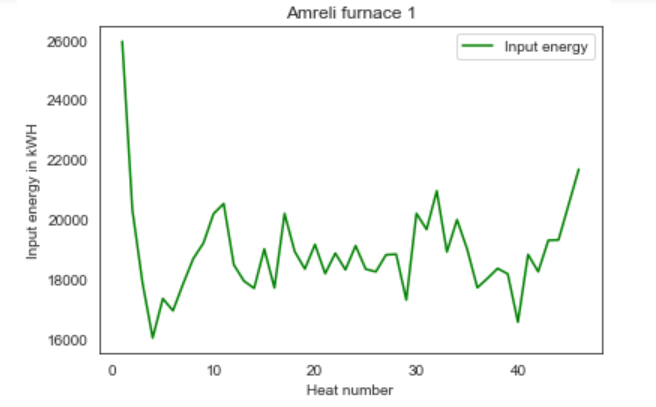 Amreli furnace 1
Input energy
26000
24000
22000
20000
18000
16000
Input energy in kWH
0 10 20 30 40
Heat number